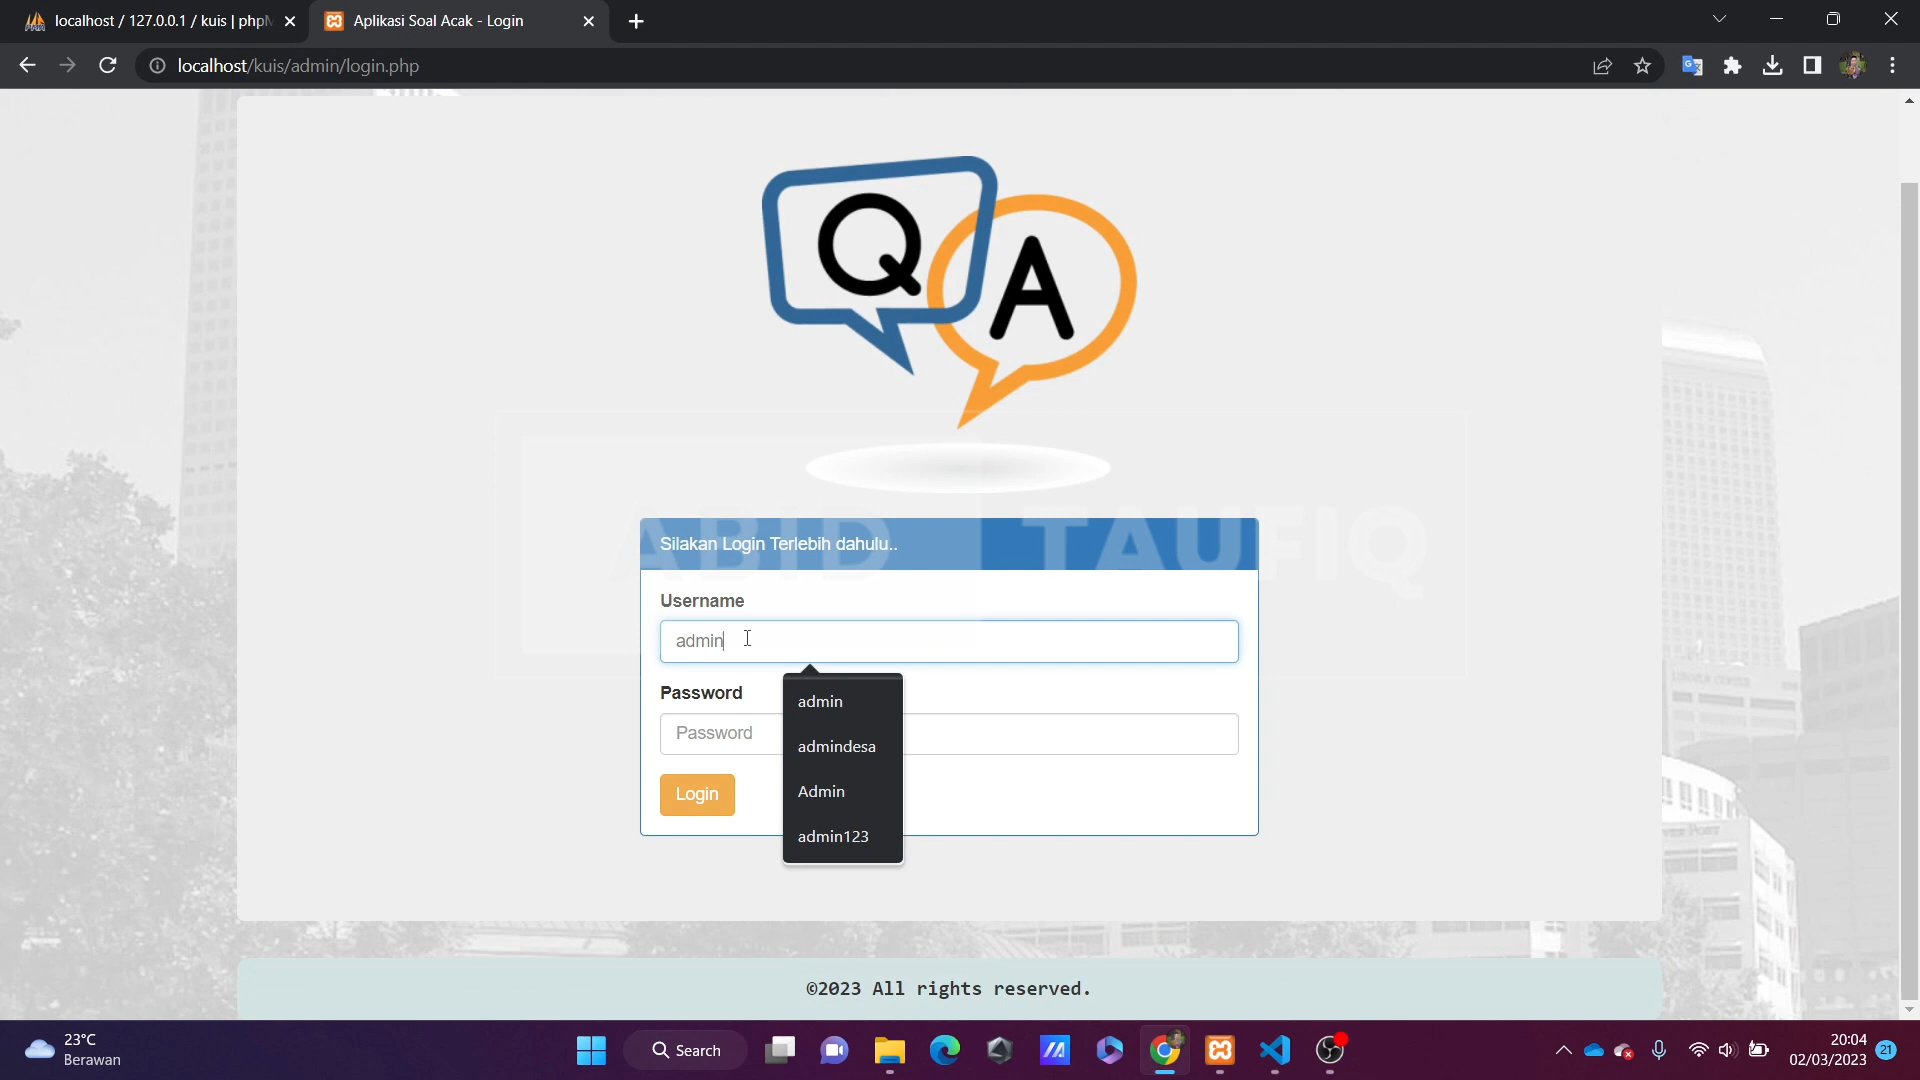 localhost / 127.0.0.1 / kuis | phpM
Aplikasi Soal Acak - Login
localhost/kuis/admin/login.php
Q
A
ABID TAUFIQ
Silakan Login Terlebih dahulu..
Username
admin
Password
Password
admin
admindesa
Admin
admin123
Login
©2023 All rights reserved.
23°C
Berawan
Search
20:04
02/03/2023
21